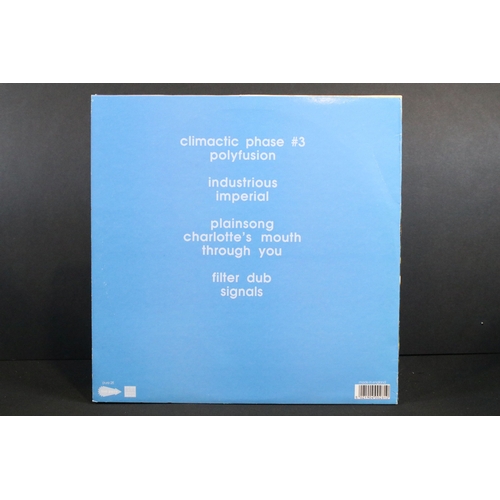 climactic phase #3
polyfusion
industrious
imperial
plainsong
charlotte's mouth
through you
filter dub
signals